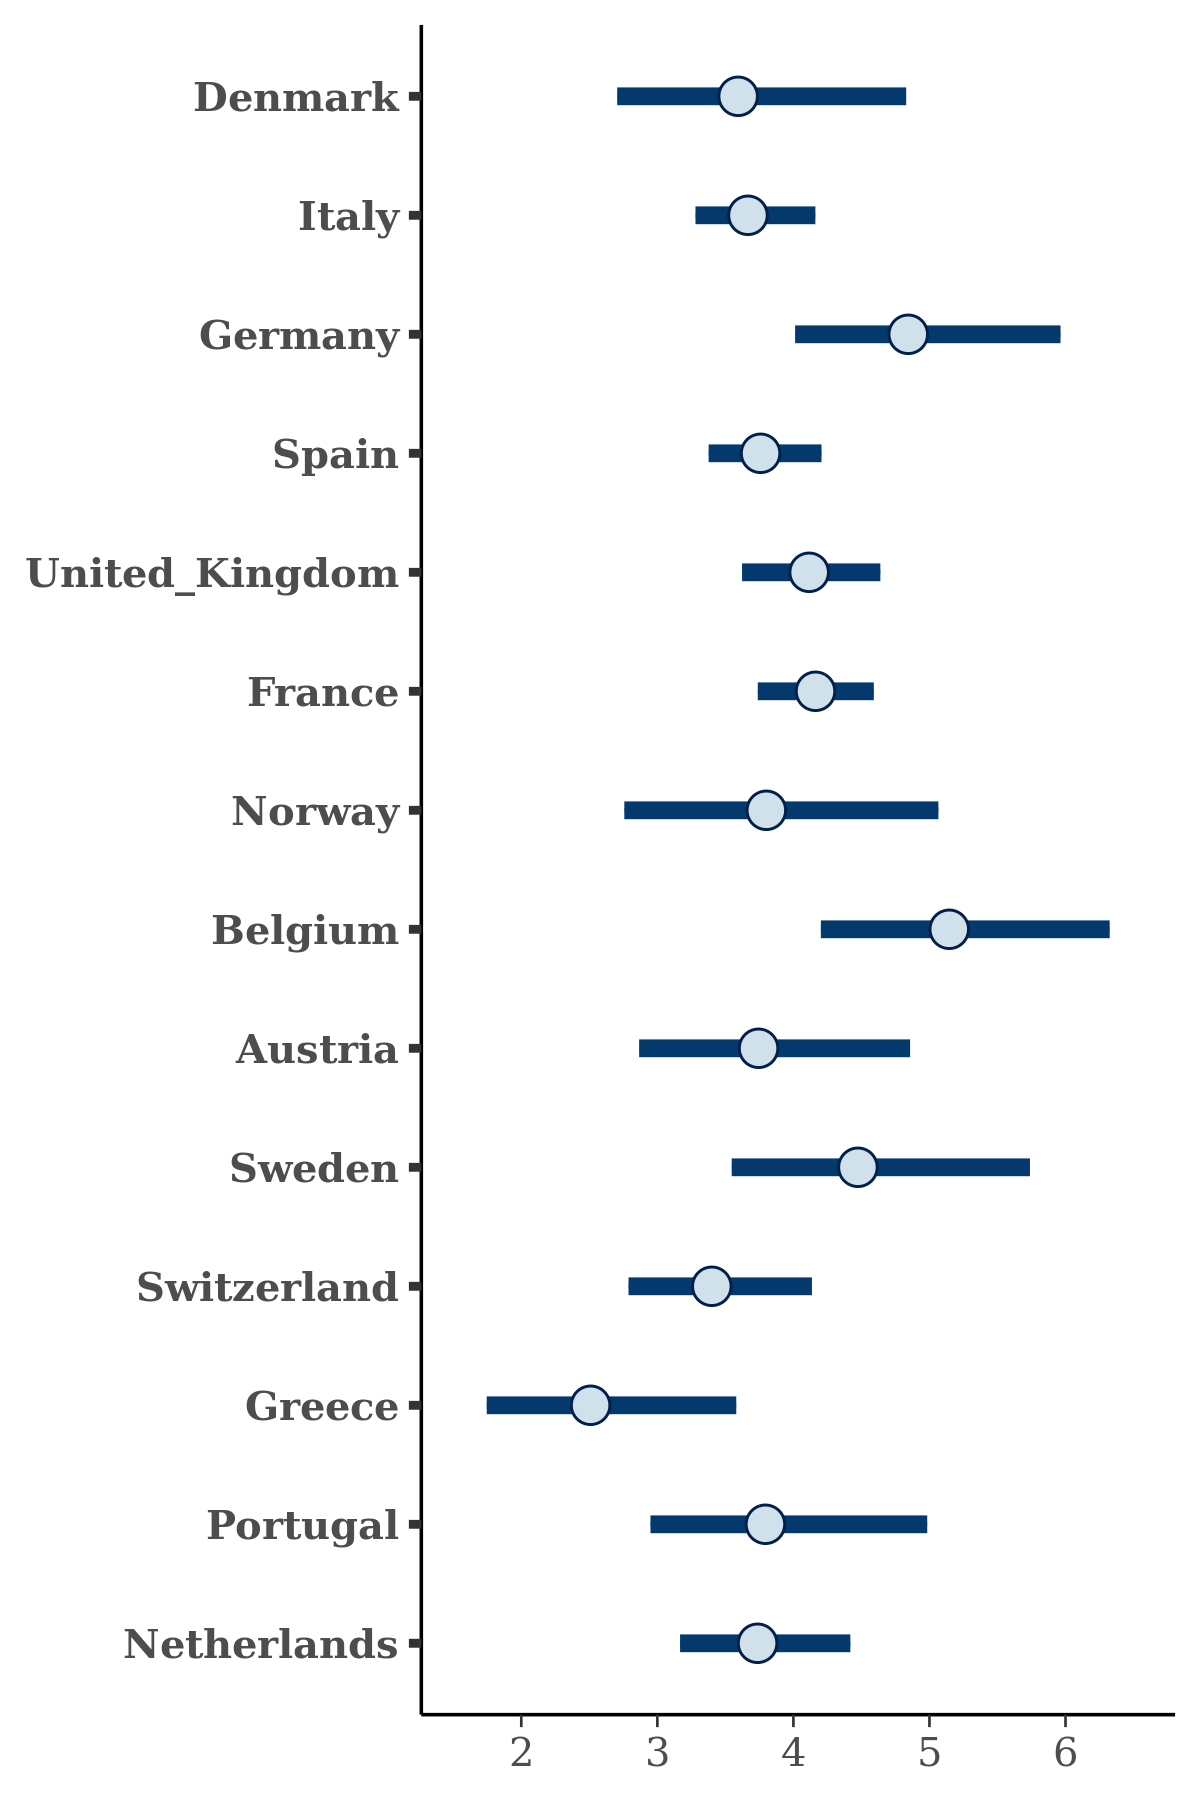 Denmark
Italy
Germany
Spain
United_Kingdom
France
Norway
Belgium
Austria
Sweden
Switzerland
Greece
Portugal
Netherlands
2 3 4 5 6